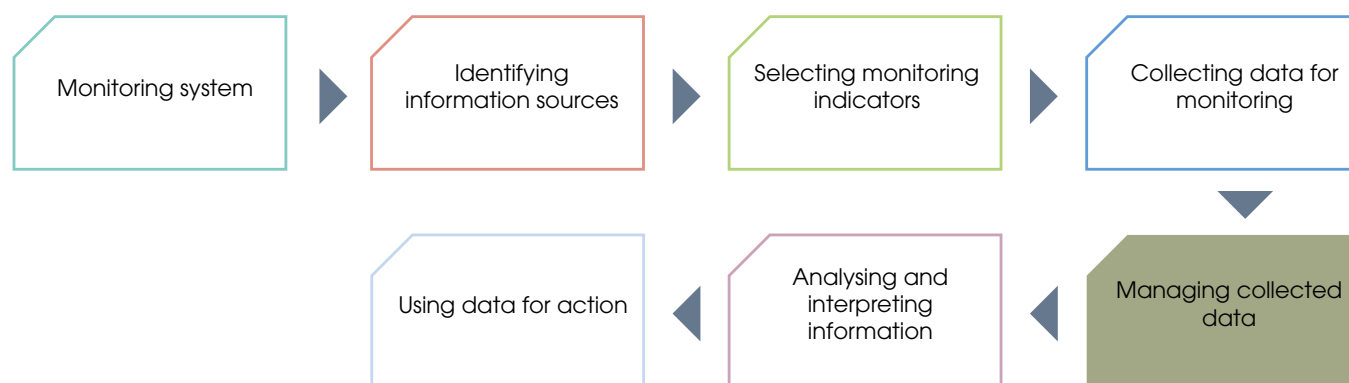 Monitoring system
Identifying
information sources
Selecting monitoring
indicators
Collecting data for
monitoring
Managing collected
data
Analysing and
interpreting
information
Using data for action